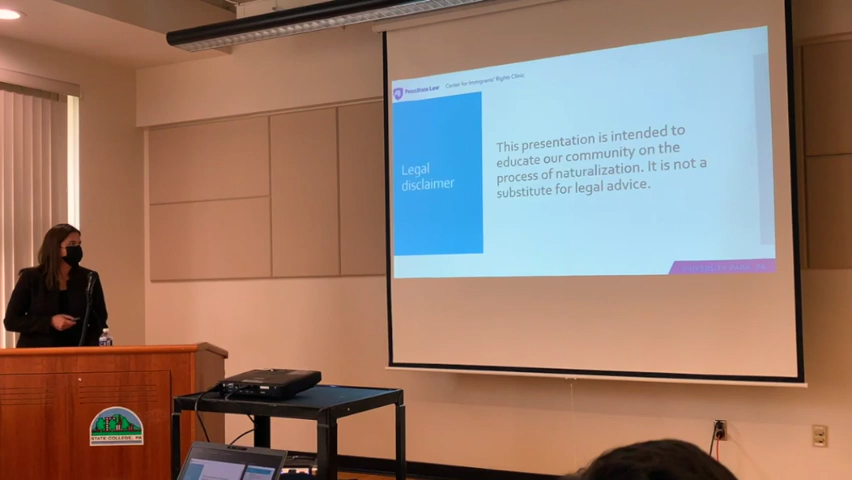 PennState Law Center for Immigrants' Rights Clinic
Legal
disclaimer
This presentation is intended to
educate our community on the
process of naturalization. It is not a
substitute for legal advice.
STATE COLLEGE, PA